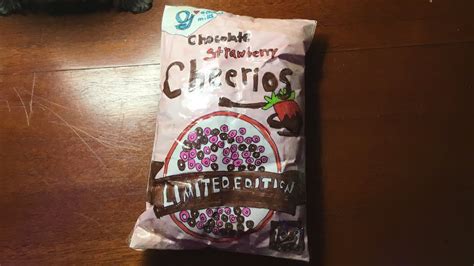 Chocolate
Strawberry
Cheerios
LIMITED EDITION